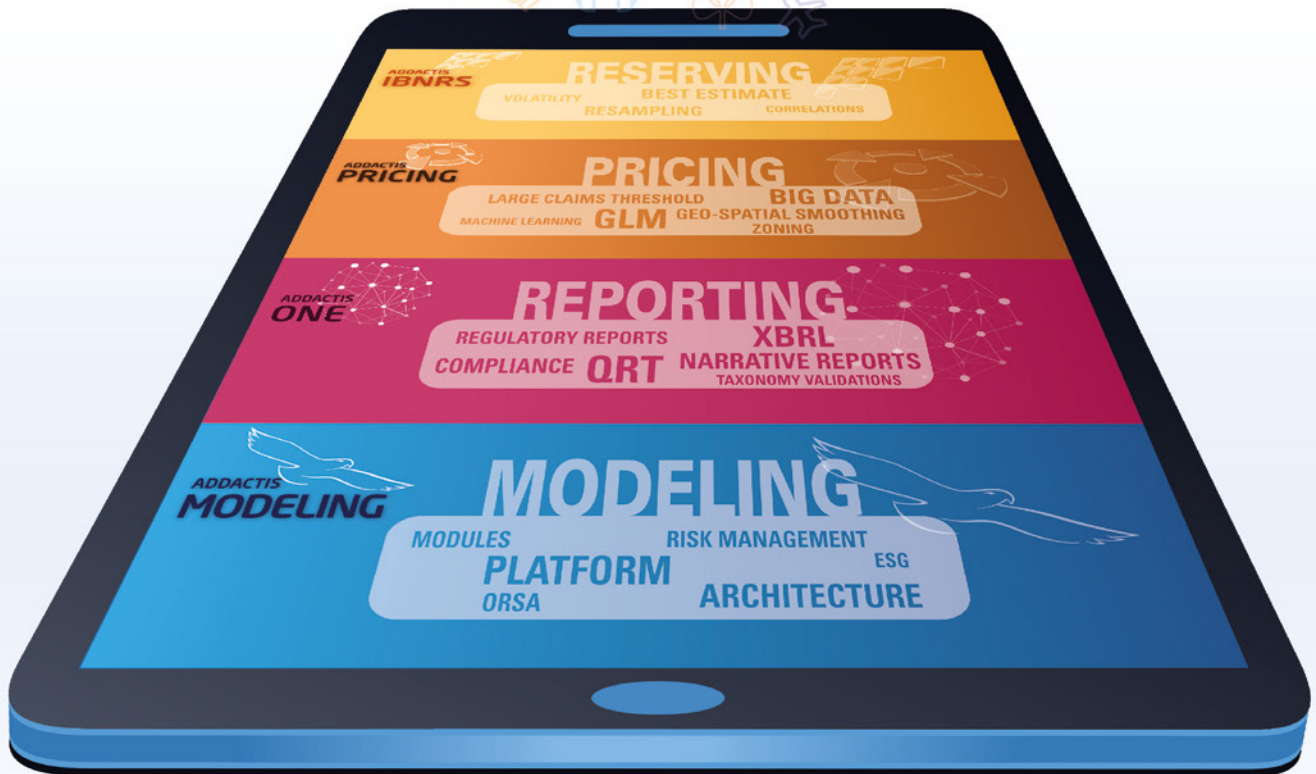 ADDACTIS
IBNRS
RESERVING
VOLATILITY BEST ESTIMATE
RESAMPLING CORRELATIONS
ADDACTIS
PRICING
PRICING
LARGE CLAIMS THRESHOLD BIG DATA
MACHINE LEARNING GLM GEO-SPATIAL SMOOTHING
ZONING
ADDACTIS
ONE
REPORTING
REGULATORY REPORTS XBRL
COMPLIANCE QRT NARRATIVE REPORTS
TAXONOMY VALIDATIONS
ADDACTIS
MODELING
MODELING
MODULES RISK MANAGEMENT
PLATFORM ESG
ORSA ARCHITECTURE